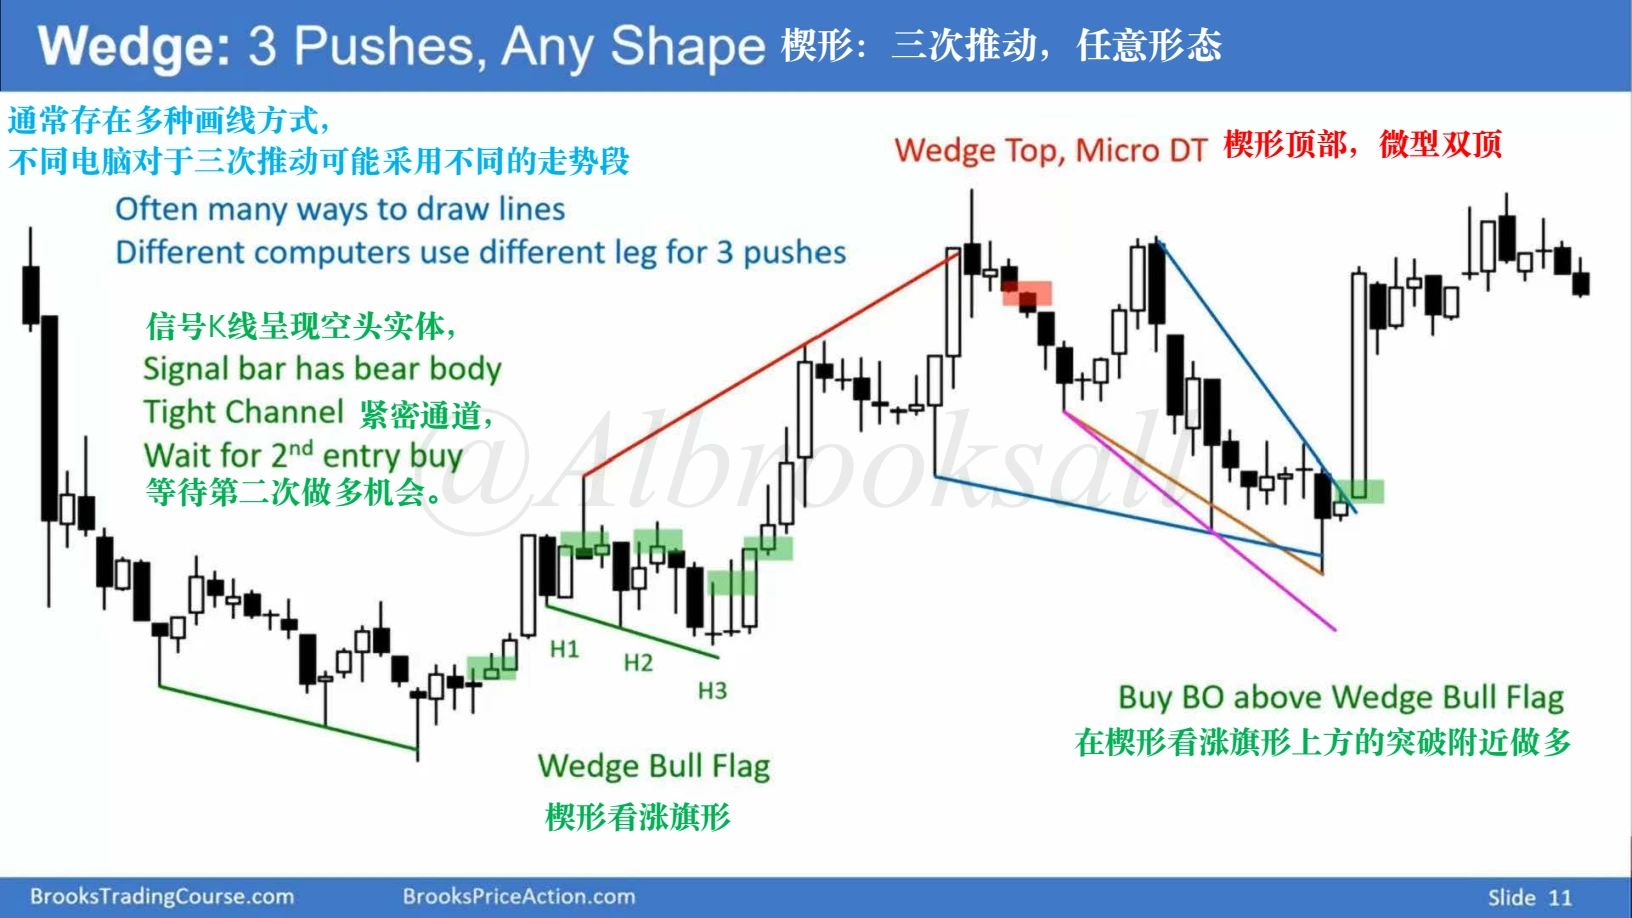 Wedge: 3 Pushes, Any Shape 楔形：三次推动，任意形态
通常存在多种画线方式，
不同电脑对于三次推动可能采用不同的走势段
Often many ways to draw lines
Different computers use different leg for 3 pushes
Wedge Top, Micro DT 楔形顶部，微型双顶
信号K线呈现空头实体，
Signal bar has bear body
Tight Channel 紧密通道，
Wait for 2nd entry buy
等待第二次做多机会。
@Albrooksall
H1
H2
H3
Wedge Bull Flag
楔形看涨旗形
Buy BO above Wedge Bull Flag
在楔形看涨旗形上方的突破附近做多
BrooksTradingCourse.com BrooksPriceAction.com Slide 11